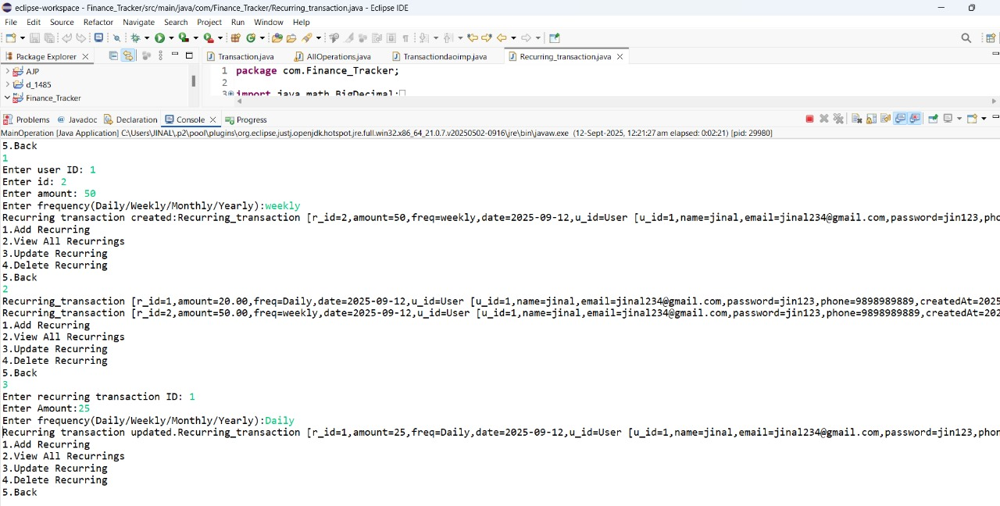 eclipse-workspace - Finance_Tracker/src/main/java/com/Finance_Tracker/Recurring_transaction.java - Eclipse IDE
File Edit Source Refactor Navigate Search Project Run Window Help
Package Explorer Transaction.java AllOperations.java Transactiondaoimp.java Recurring_transaction.java
AJP
d_1485
Finance_Tracker
1 package com.Finance_Tracker;
2
3 import java.math.BigDecimal;
Problems Javadoc Declaration Console Progress
MainOperation [Java Application] C:\Users\JINAL\.p2\pool\plugins\org.eclipse.justj.openjdk.hotspot.jre.full.win32.x86_64_21.0.7.v20250502-0916\jre\bin\javaw.exe (12-Sept-2025, 12:21:27 am elapsed: 0:02:21) [pid: 29980]
5.Back
1
Enter user ID: 1
Enter id: 2
Enter amount: 50
Enter frequency(Daily/Weekly/Monthly/Yearly):weekly
Recurring transaction created:Recurring_transaction [r_id=2,amount=50,freq=weekly,date=2025-09-12,u_id=User [u_id=1,name=jinal,email=jinal234@gmail.com,password=jin123,pho
1.Add Recurring
2.View All Recurrings
3.Update Recurring
4.Delete Recurring
5.Back
2
Recurring_transaction [r_id=1,amount=20.00,freq=Daily,date=2025-09-12,u_id=User [u_id=1,name=jinal,email=jinal234@gmail.com,password=jin123,phone=9898989889,createdAt=2025
Recurring_transaction [r_id=2,amount=50.00,freq=weekly,date=2025-09-12,u_id=User [u_id=1,name=jinal,email=jinal234@gmail.com,password=jin123,phone=9898989889,createdAt=202
1.Add Recurring
2.View All Recurrings
3.Update Recurring
4.Delete Recurring
5.Back
3
Enter recurring transaction ID: 1
Enter Amount:25
Enter frequency(Daily/Weekly/Monthly/Yearly):Daily
Recurring transaction updated.Recurring_transaction [r_id=1,amount=25,freq=Daily,date=2025-09-12,u_id=User [u_id=1,name=jinal,email=jinal234@gmail.com,password=jin123,phon
1.Add Recurring
2.View All Recurrings
3.Update Recurring
4.Delete Recurring
5.Back